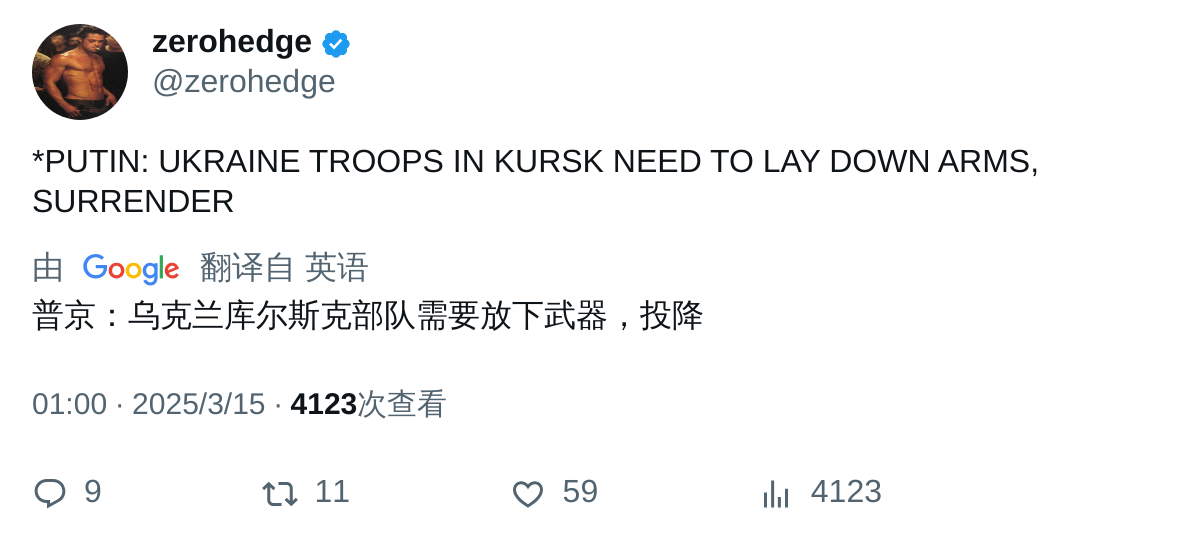 zerohedge
@zerohedge
*PUTIN: UKRAINE TROOPS IN KURSK NEED TO LAY DOWN ARMS,
SURRENDER
由 Google 翻译自 英语
普京：乌克兰库尔斯克部队需要放下武器，投降
01:00 · 2025/3/15 · 4123次查看
9 11 59 4123